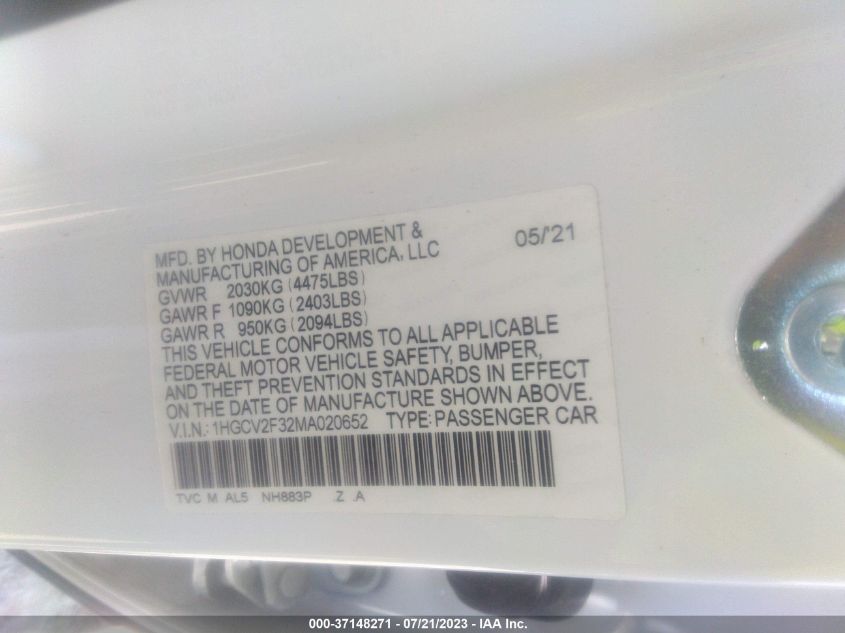 MFD. BY HONDA DEVELOPMENT & 05/'21
MANUFACTURING OF AMERICA, LLC
GVWR 2030KG (4475LBS)
GAWR F 1090KG (2403LBS)
GAWR R 950KG (2094LBS)
THIS VEHICLE CONFORMS TO ALL APPLICABLE
FEDERAL MOTOR VEHICLE SAFETY, BUMPER,
AND THEFT PREVENTION STANDARDS IN EFFECT
ON THE DATE OF MANUFACTURE SHOWN ABOVE.
V.I.N.: 1HGCV2F32MA020652 TYPE: PASSENGER CAR
TVC M AL5 NH883P .Z .A
000-37148271 - 07/21/2023 - IAA Inc.